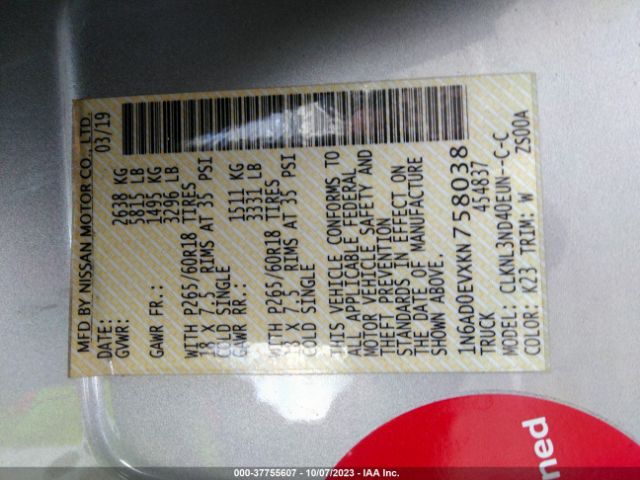 MFD BY NISSAN MOTOR CO., LTD.
DATE: 03/19
GVWR: 2638 KG
5815 LB
GAWR FR.: 1495 KG
3296 LB
WITH P265/60R18 TIRES
18 X 7.5 RIMS AT 35 PSI
COLD SINGLE
GAWR RR.: 1511 KG
3331 LB
WITH P265/60R18 TIRES
18 X 7.5 RIMS AT 35 PSI
COLD SINGLE
THIS VEHICLE CONFORMS TO
ALL APPLICABLE FEDERAL
MOTOR VEHICLE SAFETY AND
THEFT PREVENTION
STANDARDS IN EFFECT ON
THE DATE OF MANUFACTURE
SHOWN ABOVE.
1N6AD0EVXKN758038
TRUCK 454837
MODEL: CLKNL3ND40EUN--C-C
COLOR: K23 TRIM: W ZS00A
ned
000-37755607 - 10/07/2023 - IAA Inc.